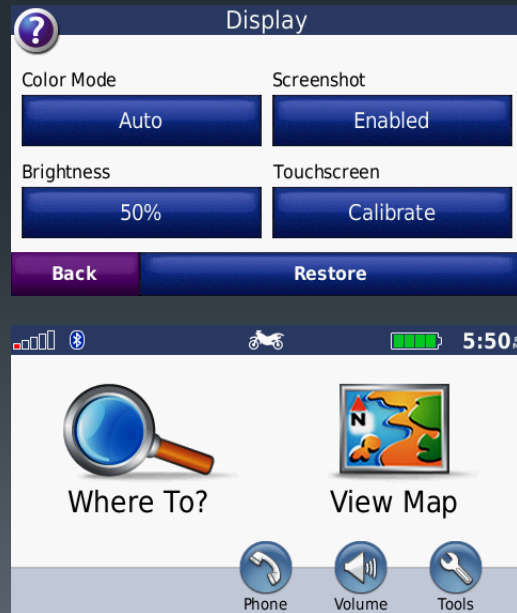 ?
Display
Color Mode
Screenshot
Auto
Enabled
Brightness
Touchscreen
50%
Calibrate
Back
Restore
5:50
N
Where To?
View Map
Phone
Volume
Tools